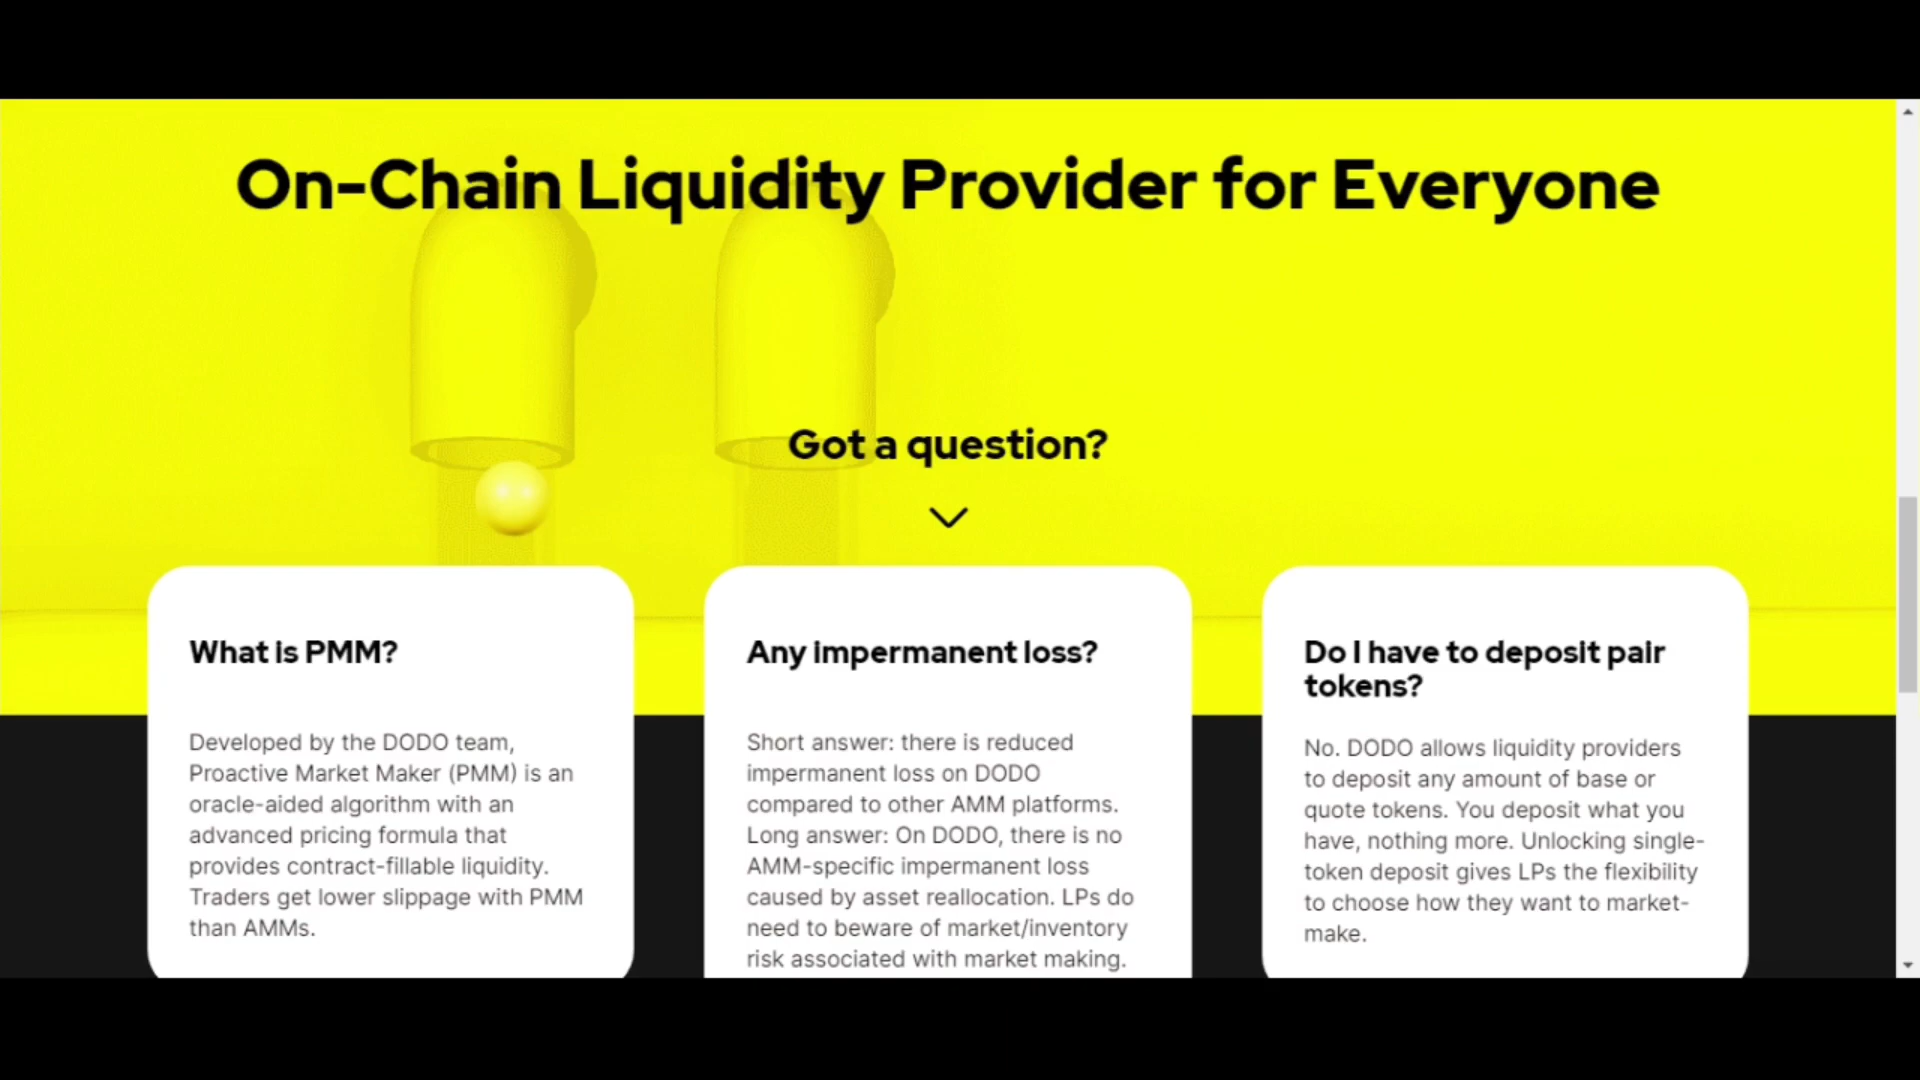 On-Chain Liquidity Provider for Everyone
Got a question?
What is PMM?
Developed by the DODO team,
Proactive Market Maker (PMM) is an
oracle-aided algorithm with an
advanced pricing formula that
provides contract-fillable liquidity.
Traders get lower slippage with PMM
than AMMs.
Any impermanent loss?
Short answer: there is reduced
impermanent loss on DODO
compared to other AMM platforms.
Long answer: On DODO, there is no
AMM-specific impermanent loss
caused by asset reallocation. LPs do
need to beware of market/inventory
risk associated with market making.
Do I have to deposit pair
tokens?
No. DODO allows liquidity providers
to deposit any amount of base or
quote tokens. You deposit what you
have, nothing more. Unlocking single-
token deposit gives LPs the flexibility
to choose how they want to market-
make.